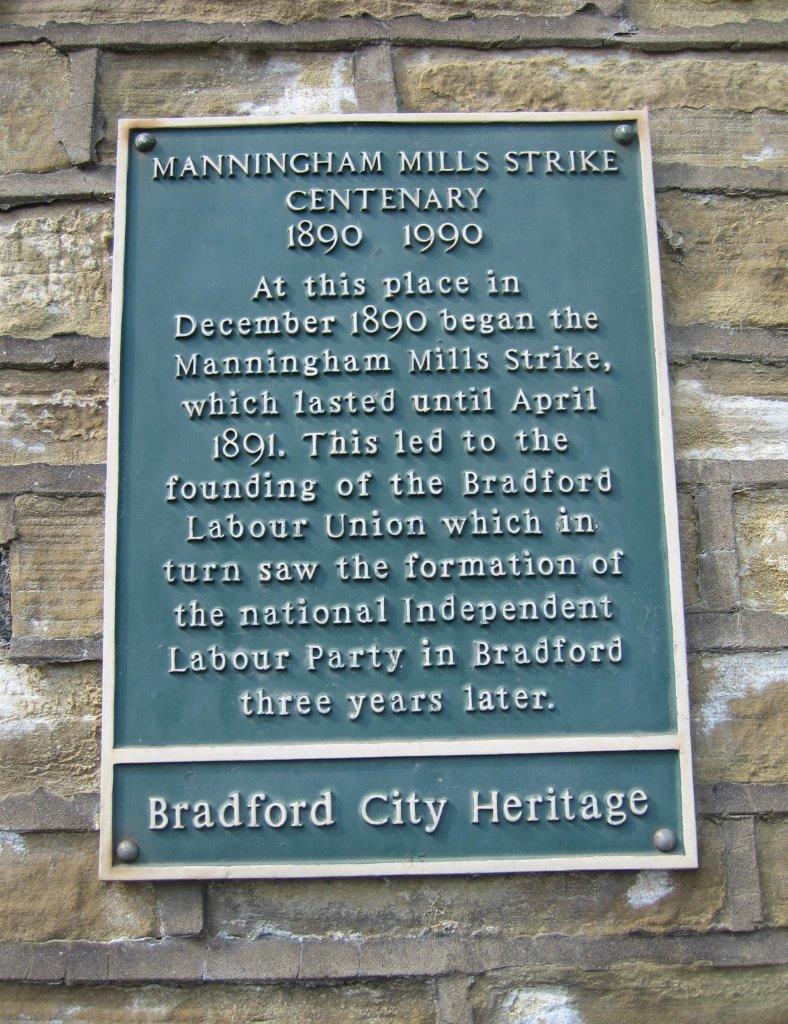 MANNINGHAM MILLS STRIKE
CENTENARY
1890 1990
At this place in
December 1890 began the
Manningham Mills Strike,
which lasted until April
1891. This led to the
founding of the Bradford
Labour Union which in
turn saw the formation of
the national Independent
Labour Party in Bradford
three years later.
Bradford City Heritage